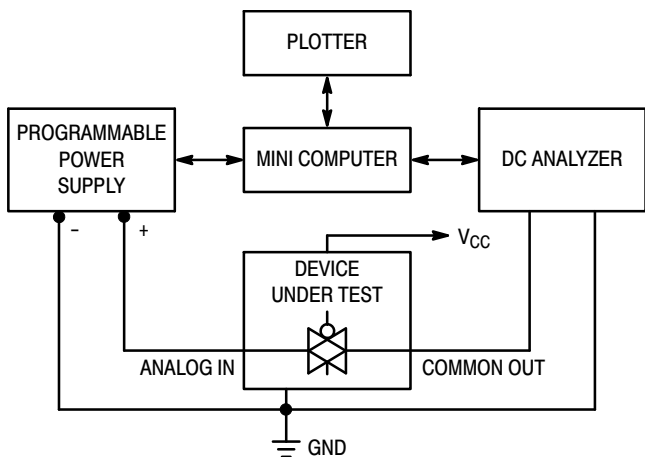 PLOTTER
PROGRAMMABLE
POWER
SUPPLY
MINI COMPUTER
DC ANALYZER
– +
VCC
DEVICE
UNDER TEST
ANALOG IN
COMMON OUT
GND